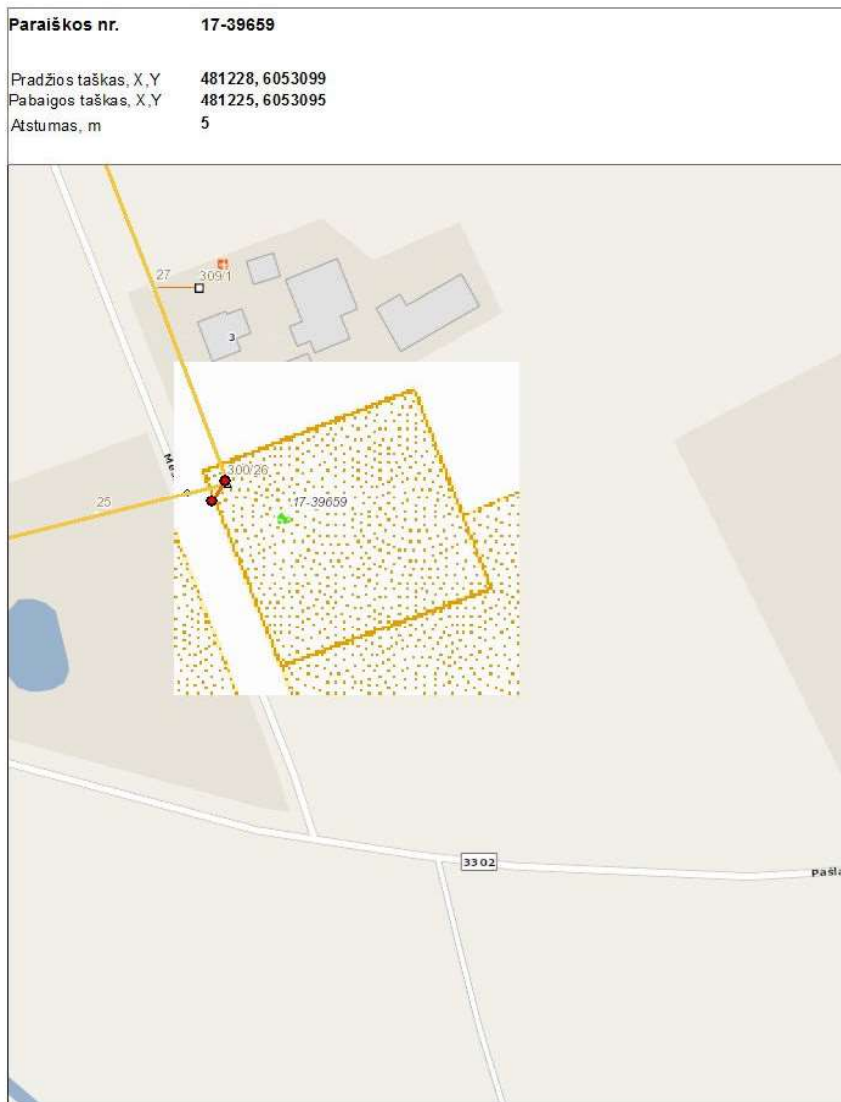 Paraiškos nr. 17-39659
Pradžios taškas, X,Y 481228, 6053099
Pabaigos taškas, X,Y 481225, 6053095
Atstumas, m 5
27
309/1
3
300/26
25
17-39659
3302
Pašla